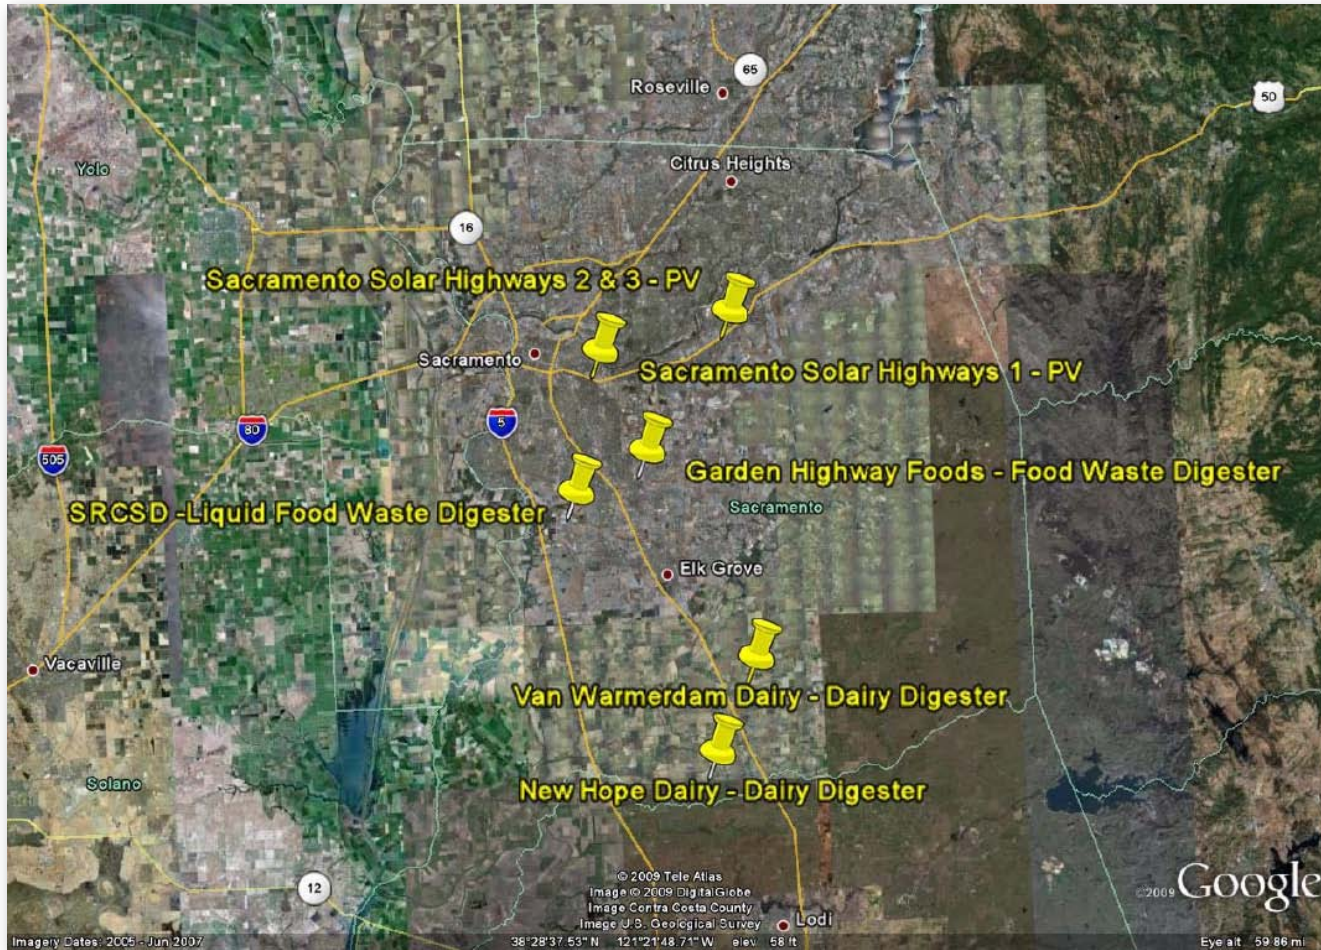 65
Roseville
50
Citrus Heights
Yolo
16
Sacramento Solar Highways 2 & 3 - PV
Sacramento
Sacramento Solar Highways 1 - PV
5
80
505
Garden Highway Foods - Food Waste Digester
SRCSD -Liquid Food Waste Digester
Sacramento
Elk Grove
Vacaville
Van Warmerdam Dairy - Dairy Digester
Solano
New Hope Dairy - Dairy Digester
12
© 2009 Tele Atlas
Image © 2009 DigitalGlobe
Image Contra Costa County
Image U.S. Geological Survey
Lodi
©2009 Google
Imagery Dates: 2005 - Jun 2007
38°28'37.53" N 121°21'48.71" W elev 58 ft
Eye alt 59.86 mi